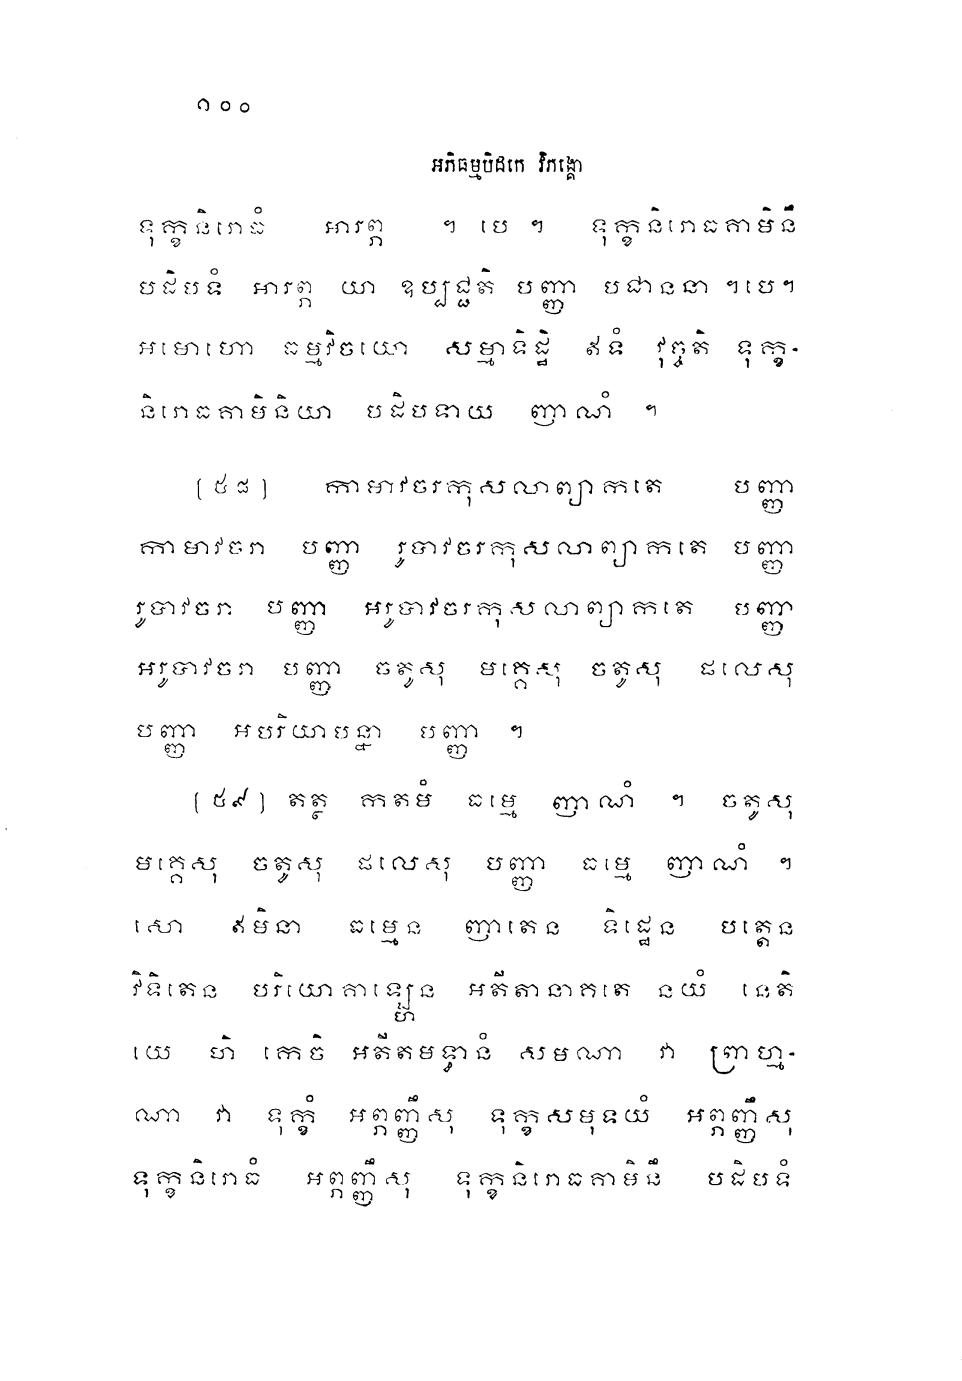 ១០០
អភិធម្មបិដកេ វិភង្គោ
ទុក្ខនិរោធំ អារព្ភ ។ បេ ។ ទុក្ខនិរោធគាមិនឹ
បដិបទំ អារព្ភ យា ឧប្បជ្ជតិ បញ្ញា បជាននា ។បេ។
អមោហោ ធម្មវិចយោ សម្មាទិដ្ឋិ ឥទំ វុច្ចតិ ទុក្ខ-
និរោធគាមិនិយា បដិបទាយ ញាណំ ។
[៥៨] កាមាវចរកុសលាព្យាកតេ បញ្ញា
កាមាវចរា បញ្ញា រូបាវចរកុសលាព្យាកតេ បញ្ញា
រូបាវចរា បញ្ញា អរូបាវចរកុសលាព្យាកតេ បញ្ញា
អរូបាវចរា បញ្ញា ចតូសុ មគ្គេសុ ចតូសុ ផលេសុ
បញ្ញា អបរិយាបន្នា បញ្ញា ។
[៥៩] តត្ថ កតមំ ធម្មេ ញាណំ ។ ចតូសុ
មគ្គេសុ ចតូសុ ផលេសុ បញ្ញា ធម្មេ ញាណំ ។
សោ ឥមិនា ធម្មេន ញាតេន ទិដ្ឋេន បត្តេន
វិទិតេន បរិយោគាឡ្ហេន អតីតានាគតេ នយំ នេតិ
យេ ហិ កេចិ អតីតមទ្ធានំ សមណា វា ព្រាហ្ម-
ណា វា ទុក្ខំ អព្ភញ្ញឹសុ ទុក្ខសមុទយំ អព្ភញ្ញឹសុ
ទុក្ខនិរោធំ អព្ភញ្ញឹសុ ទុក្ខនិរោធគាមិនឹ បដិបទំ